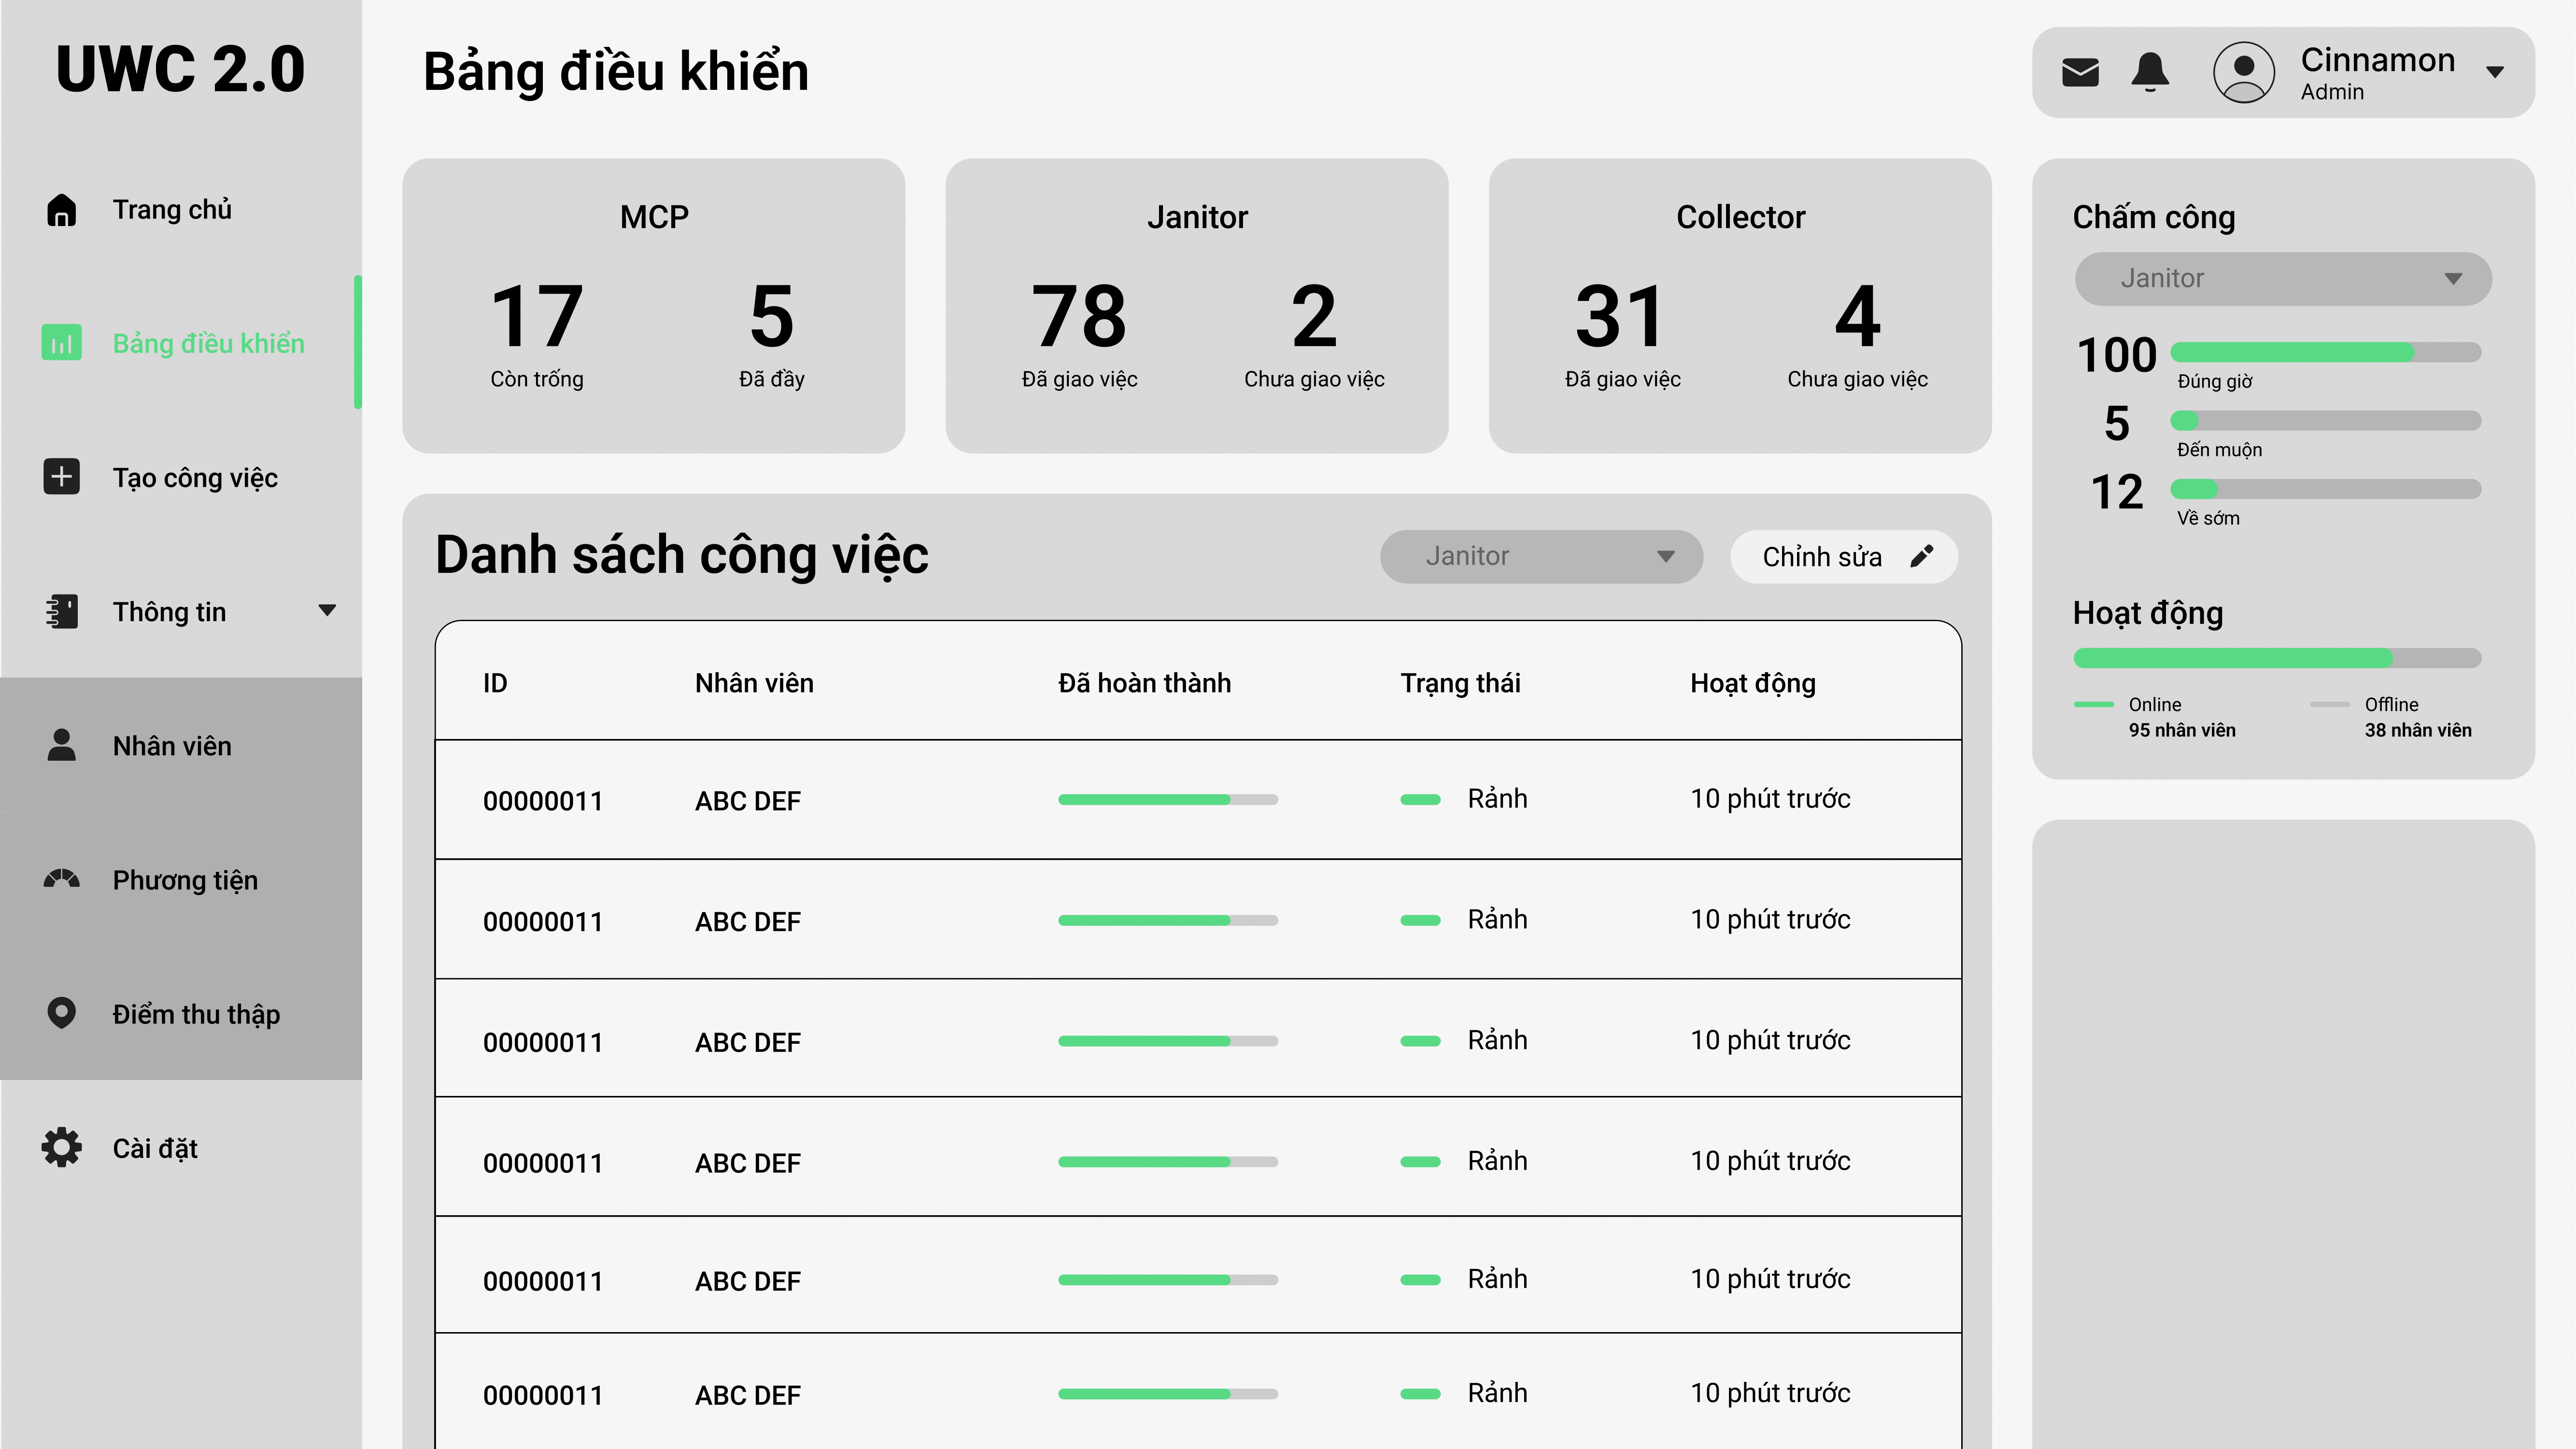 UWC 2.0
Trang chủ
Bảng điều khiển
Tạo công việc
Thông tin
Nhân viên
Phương tiện
Điểm thu thập
Cài đặt
Bảng điều khiển
Cinnamon
Admin
MCP
17 5
Còn trống Đã đầy
Janitor
78 2
Đã giao việc Chưa giao việc
Collector
31 4
Đã giao việc Chưa giao việc
Danh sách công việc Janitor Chỉnh sửa
ID Nhân viên Đã hoàn thành Trạng thái Hoạt động
00000011 ABC DEF Rảnh 10 phút trước
00000011 ABC DEF Rảnh 10 phút trước
00000011 ABC DEF Rảnh 10 phút trước
00000011 ABC DEF Rảnh 10 phút trước
00000011 ABC DEF Rảnh 10 phút trước
00000011 ABC DEF Rảnh 10 phút trước
Chấm công
Janitor
100
Đúng giờ
5
Đến muộn
12
Về sớm
Hoạt động
Online Offline
95 nhân viên 38 nhân viên